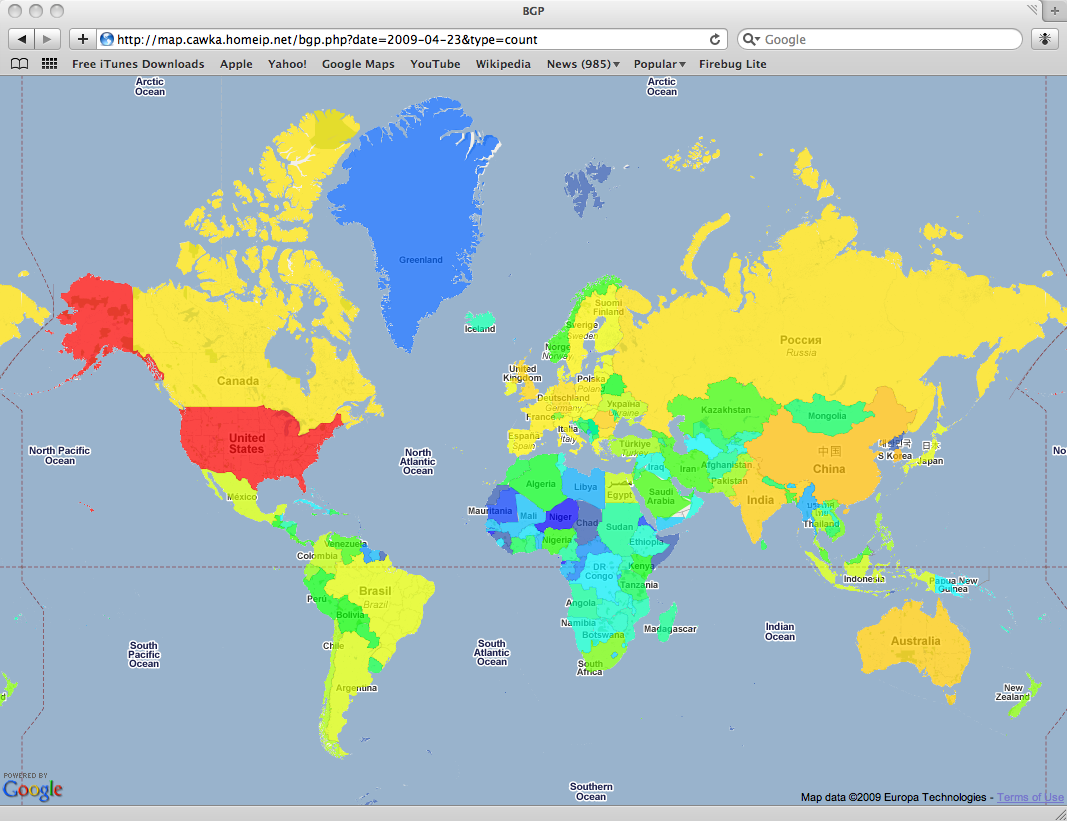 BGP
http://map.cawka.homeip.net/bgp.php?date=2009-04-23&type=count
Google
Free iTunes Downloads Apple Yahoo! Google Maps YouTube Wikipedia News (985) Popular Firebug Lite
Arctic
Ocean
Arctic
Ocean
Greenland
Iceland
Suomi
Finland
Sverige
Sweden
Norge
Norway
Россия
Russia
Canada
United
Kingdom
Polska
Poland
Deutschland
Germany
Україна
Ukraine
France
Italia
Italy
España
Spain
Türkiye
Turkey
Kazakhstan
Mongolia
United
States
North Pacific
Ocean
North
Atlantic
Ocean
中国
China
S Korea
日本
Japan
No
Iraq
Iran
Afghanistan
Pakistan
Algeria
Libya
Egypt
Saudi
Arabia
India
México
Mauritania
Mali
Niger
Chad
Sudan
Thailand
Nigeria
Ethiopia
Venezuela
Colombia
DR
Congo
Kenya
Tanzania
Indonesia
Papua New
Guinea
Brasil
Brazil
Peru
Bolivia
Angola
Namibia
Botswana
Madagascar
Indian
Ocean
Australia
South
Pacific
Ocean
Chile
South
Atlantic
Ocean
South
Africa
Argentina
New
Zealand
d
Southern
Ocean
POWERED BY
Google
Map data ©2009 Europa Technologies - Terms of Use